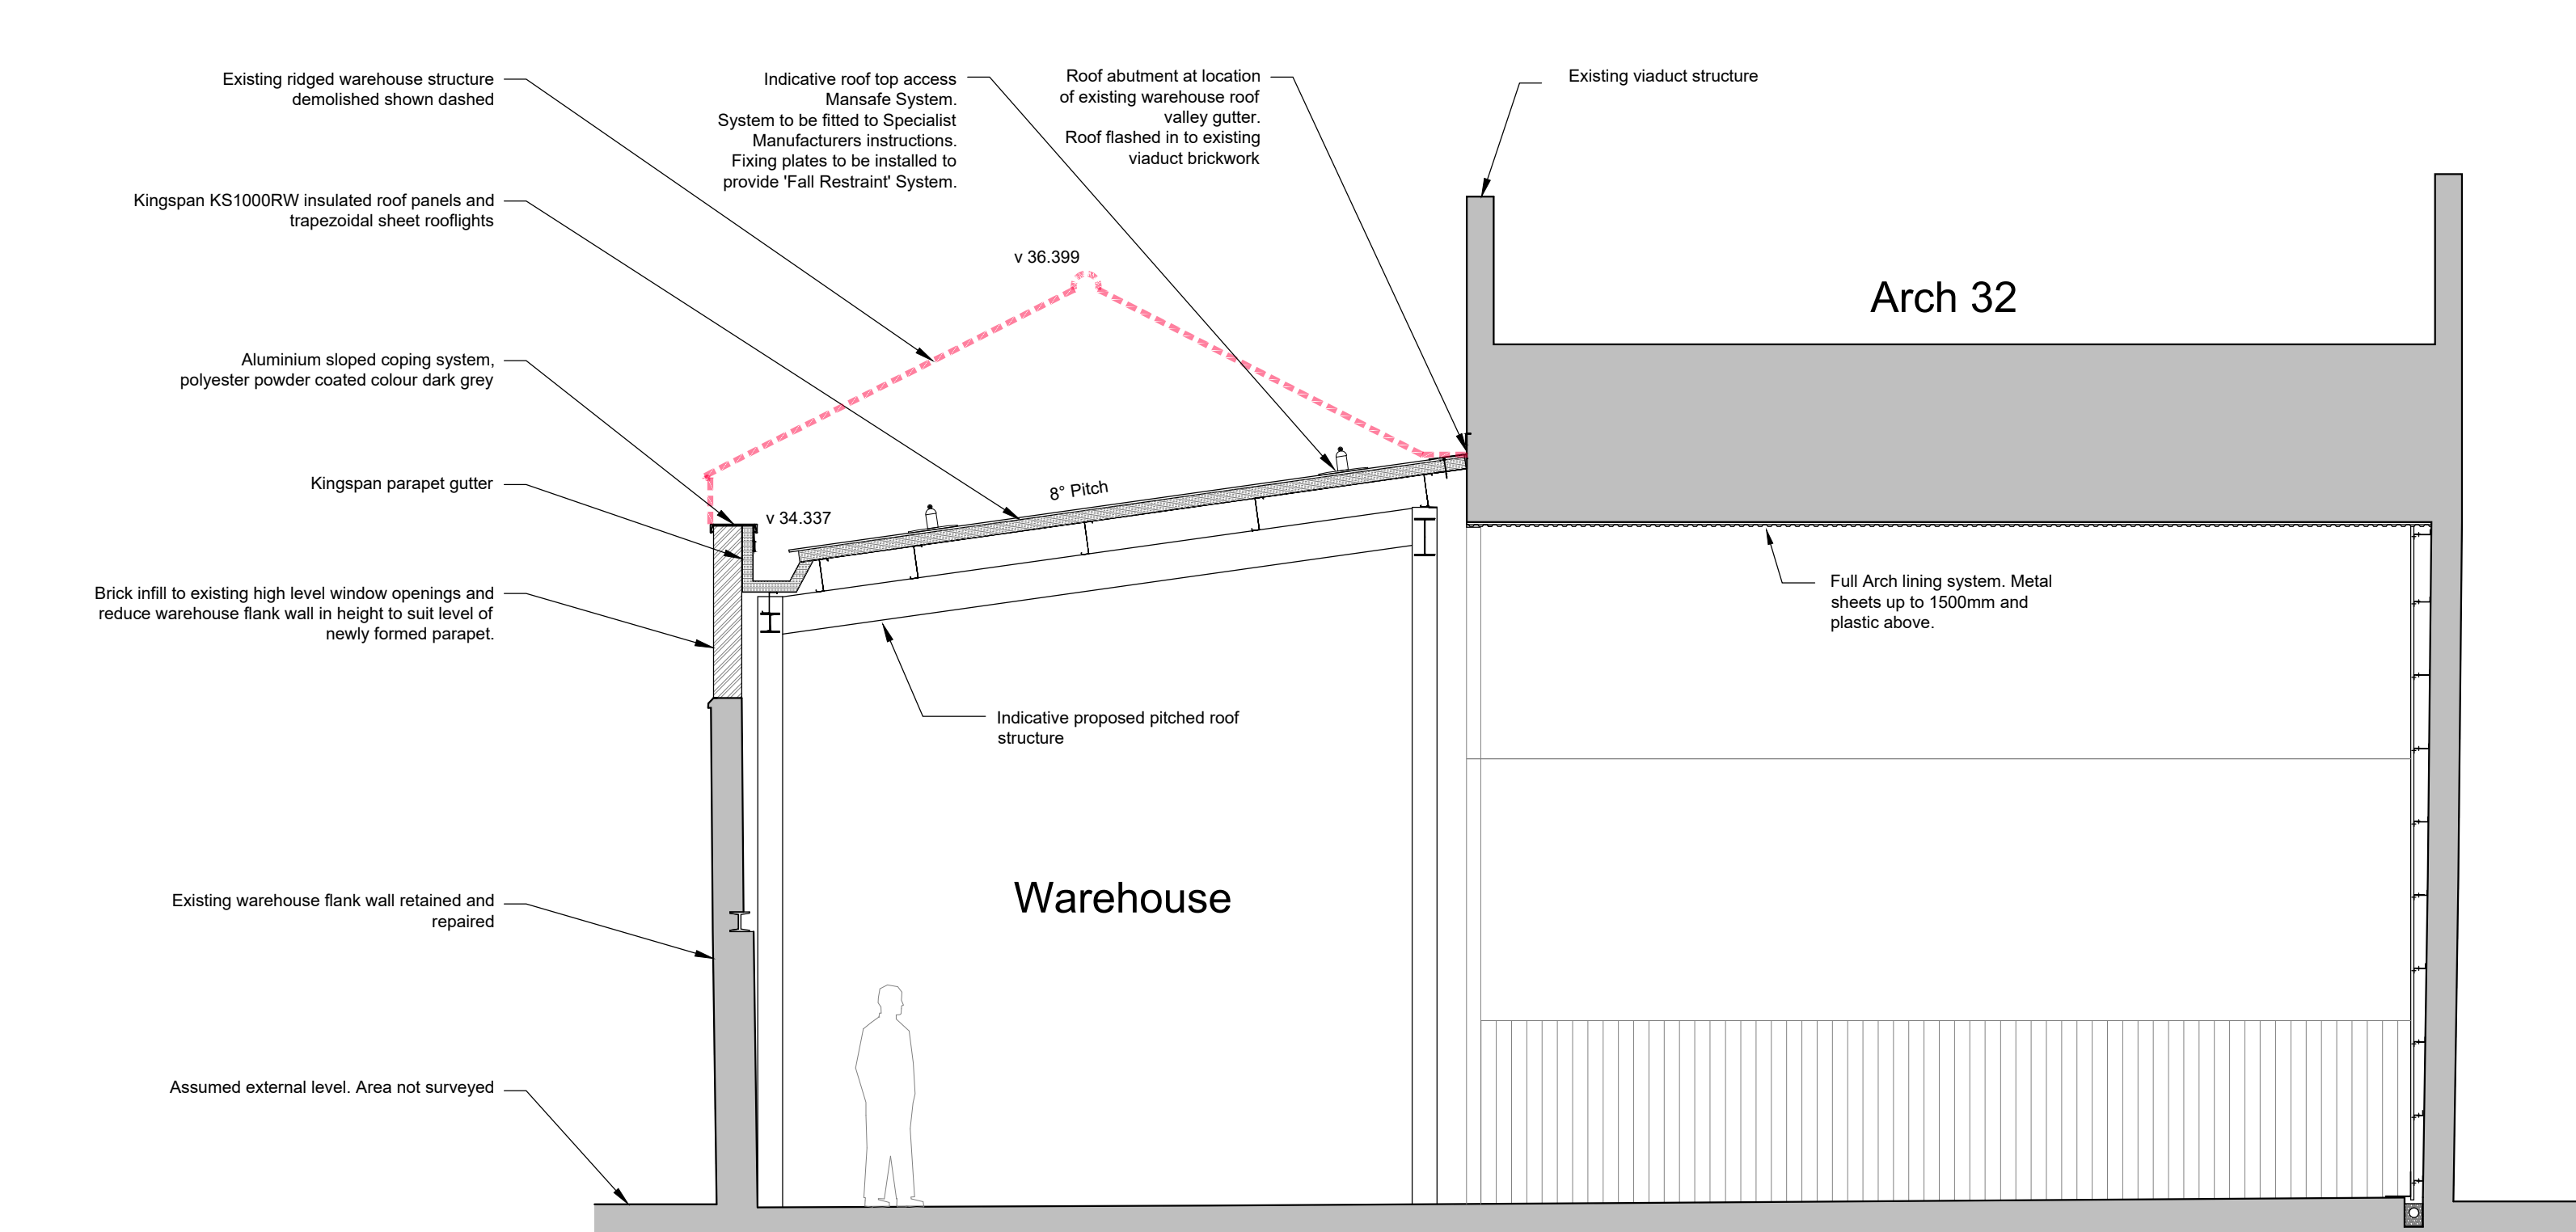 Existing ridged warehouse structure
demolished shown dashed
Kingspan KS1000RW insulated roof panels and
trapezoidal sheet rooflights
Aluminium sloped coping system,
polyester powder coated colour dark grey
Kingspan parapet gutter
Brick infill to existing high level window openings and
reduce warehouse flank wall in height to suit level of
newly formed parapet.
Existing warehouse flank wall retained and
repaired
Assumed external level. Area not surveyed
Indicative roof top access
Mansafe System.
System to be fitted to Specialist
Manufacturers instructions.
Fixing plates to be installed to
provide 'Fall Restraint' System.
Roof abutment at location
of existing warehouse roof
valley gutter.
Roof flashed in to existing
viaduct brickwork
Existing viaduct structure
v 36.399
Arch 32
8° Pitch
v 34.337
Full Arch lining system. Metal
sheets up to 1500mm and
plastic above.
Indicative proposed pitched roof
structure
Warehouse